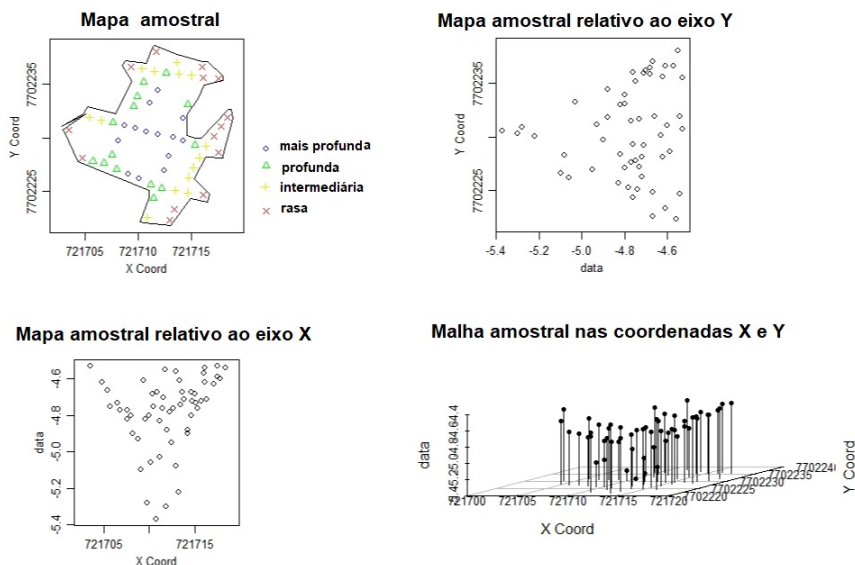 Mapa amostral
Y Coord
7702235
7702225
721705 721710 721715
X Coord
mais profunda
profunda
intermediária
rasa
Mapa amostral relativo ao eixo Y
Y Coord
7702235
7702225
-5.4 -5.2 -5.0 -4.8 -4.6
data
Mapa amostral relativo ao eixo X
data
-4.6
-4.8
-5.0
-5.2
-5.4
721705 721715
X Coord
Malha amostral nas coordenadas X e Y
data
721700 721705 721710 721715 721720
X Coord
7702220
7702225
7702230
7702235
Y Coord